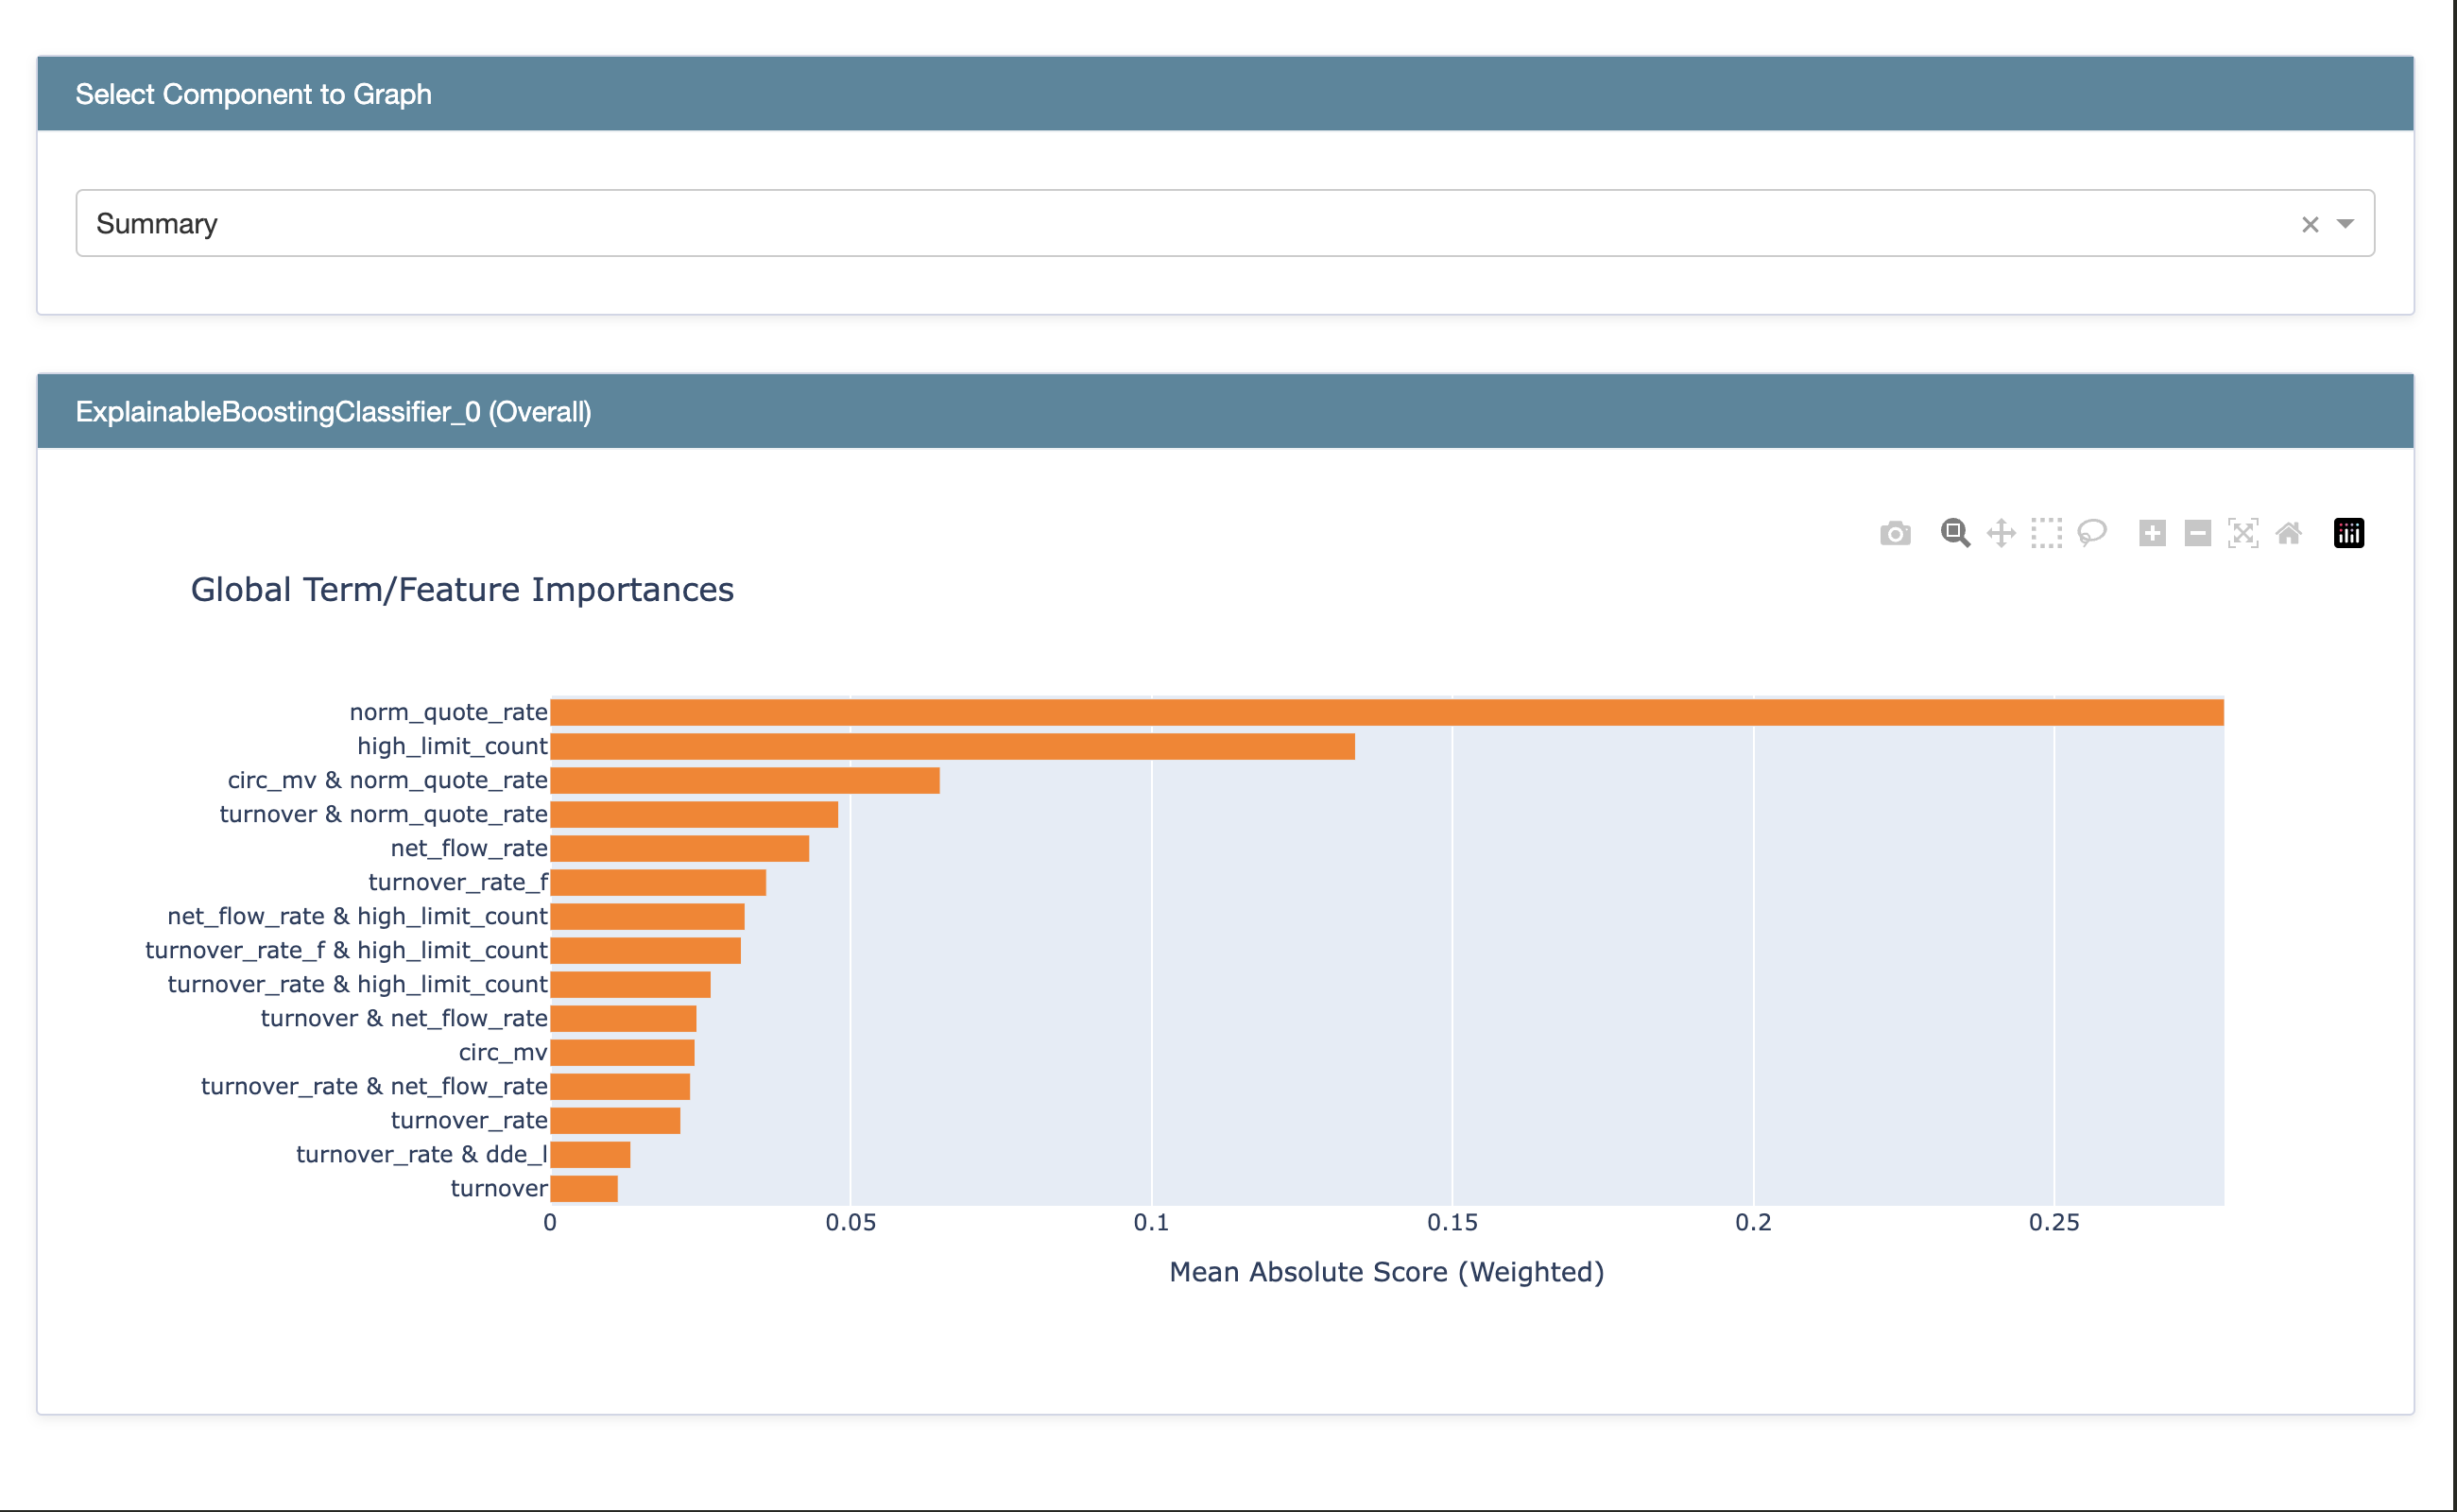 Select Component to Graph
Summary
ExplainableBoostingClassifier_0 (Overall)
Global Term/Feature Importances
norm_quote_rate
high_limit_count
circ_mv & norm_quote_rate
turnover & norm_quote_rate
net_flow_rate
turnover_rate_f
net_flow_rate & high_limit_count
turnover_rate_f & high_limit_count
turnover_rate & high_limit_count
turnover & net_flow_rate
circ_mv
turnover_rate & net_flow_rate
turnover_rate
turnover_rate & dde_l
turnover
0 0.05 0.1 0.15 0.2 0.25
Mean Absolute Score (Weighted)